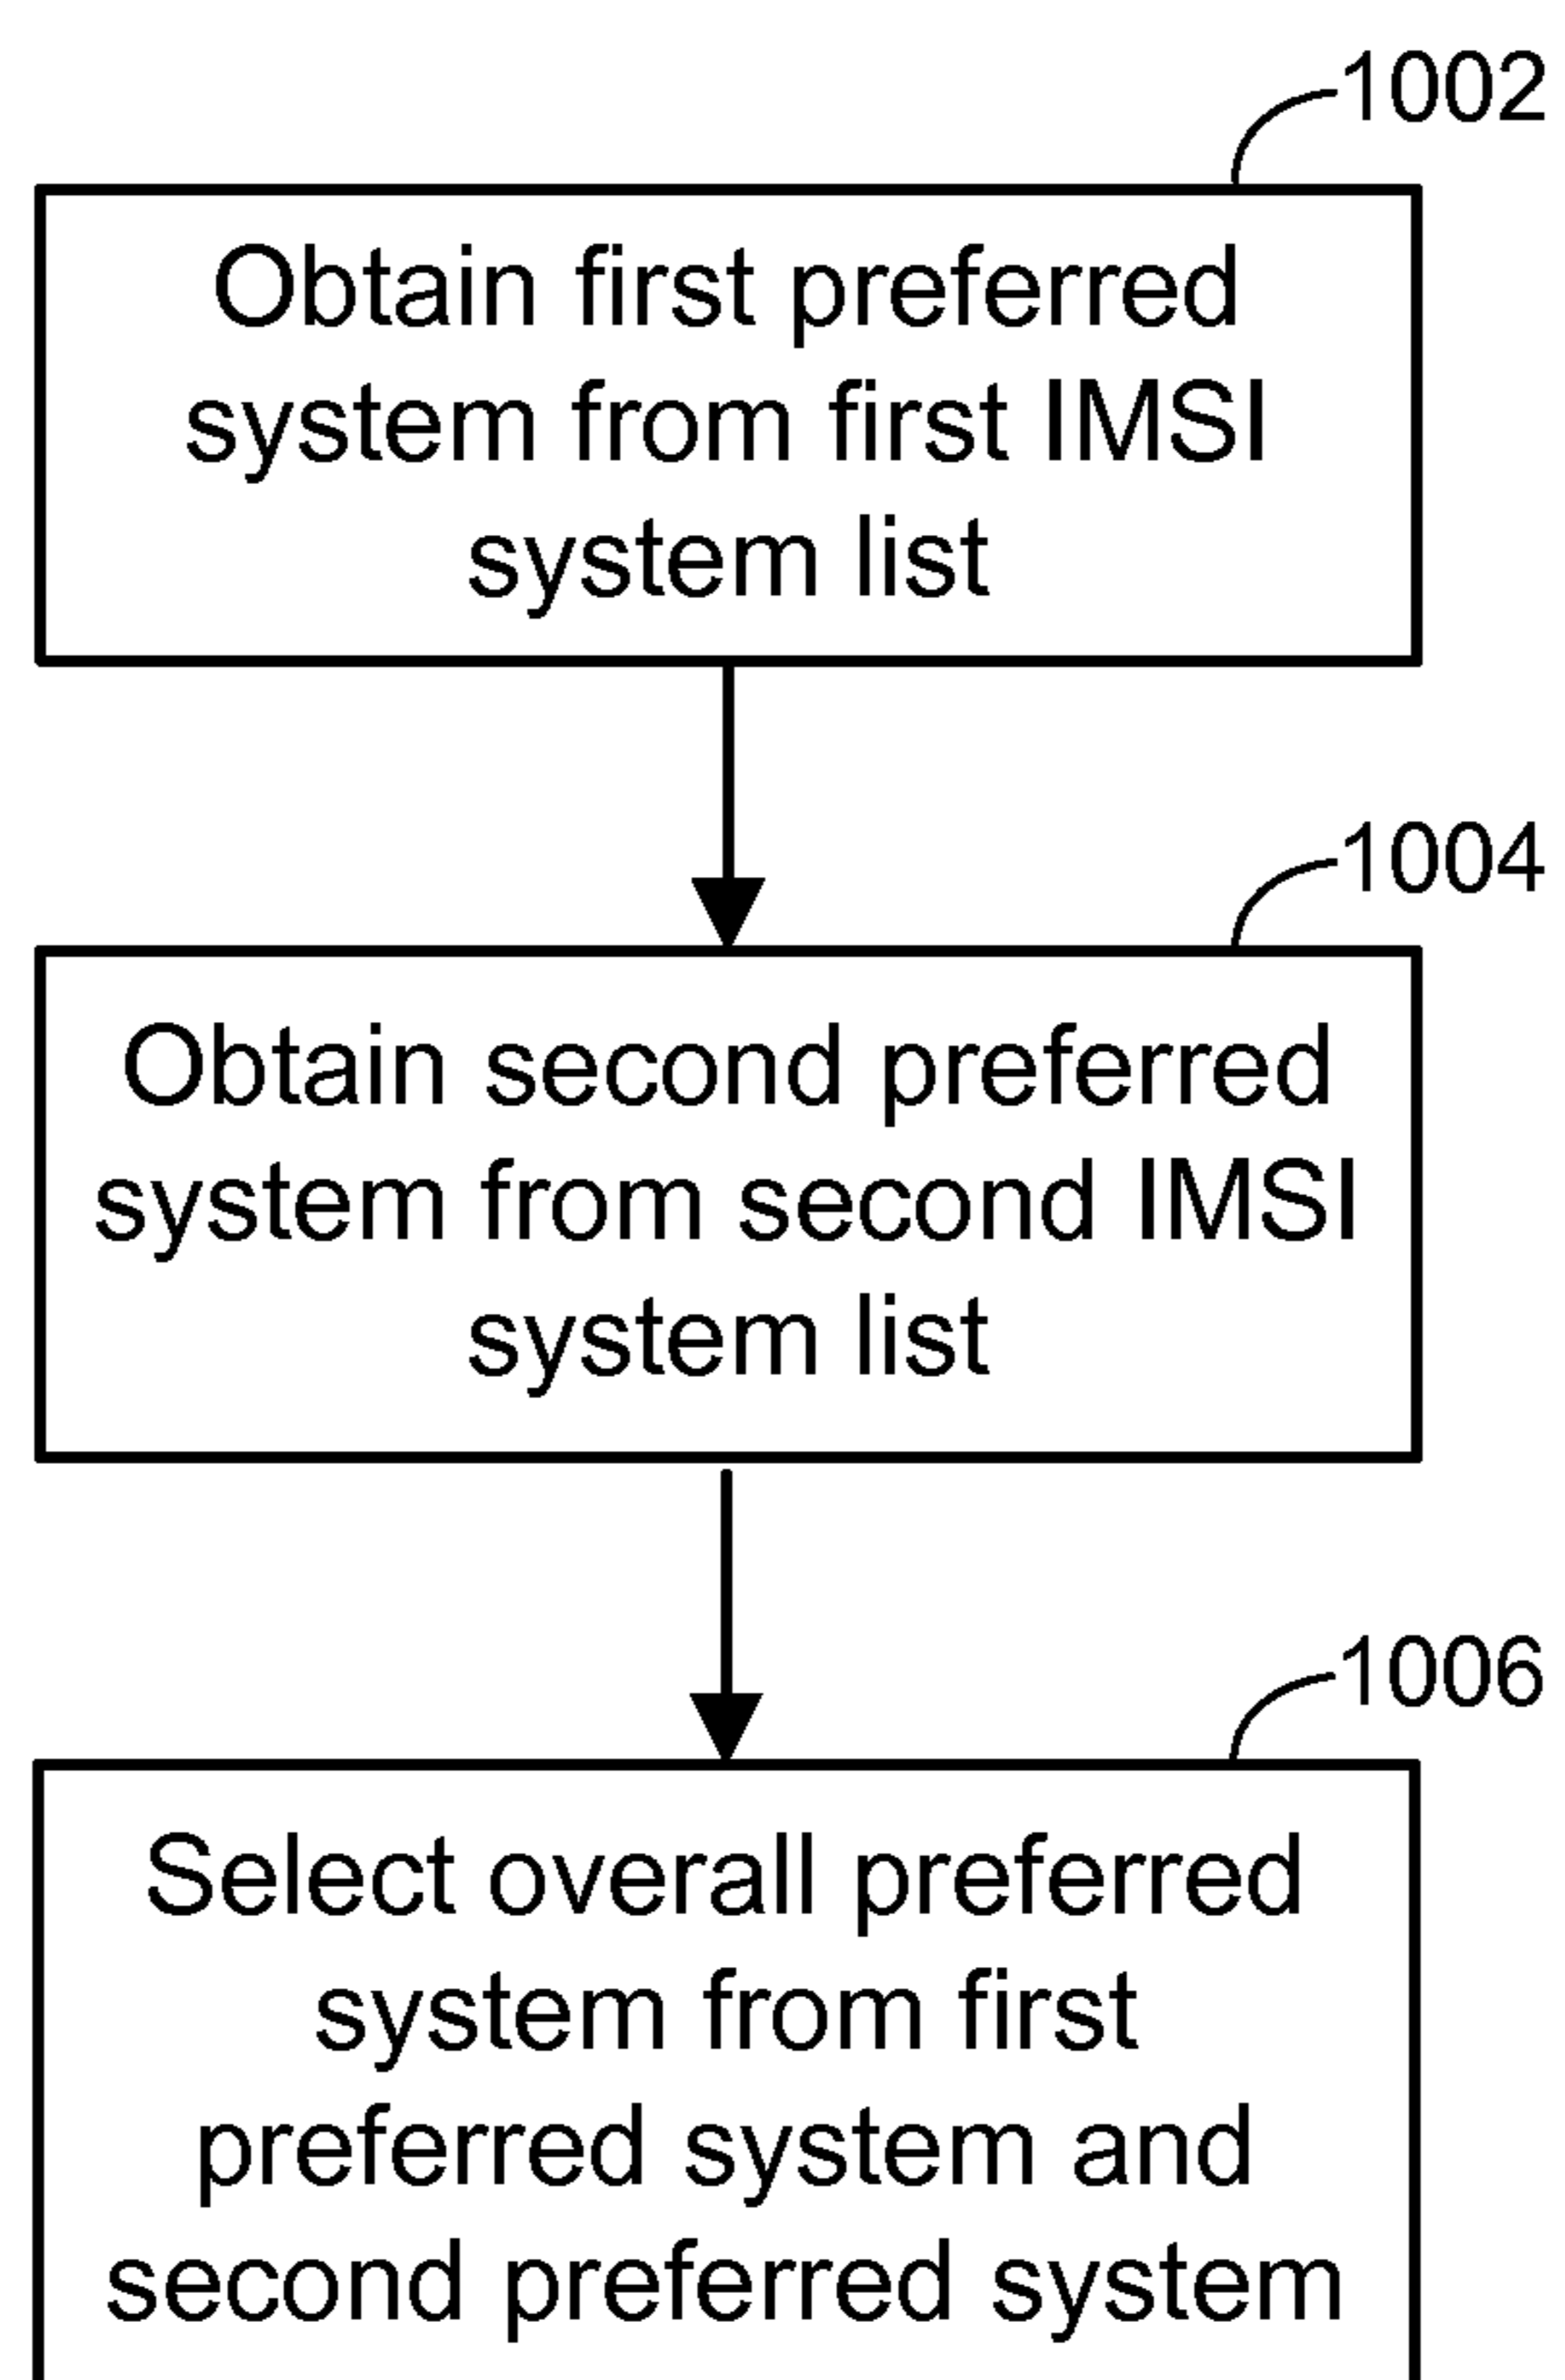 1002
Obtain first preferred
system from first IMSI
system list
1004
Obtain second preferred
system from second IMSI
system list
1006
Select overall preferred
system from first
preferred system and
second preferred system